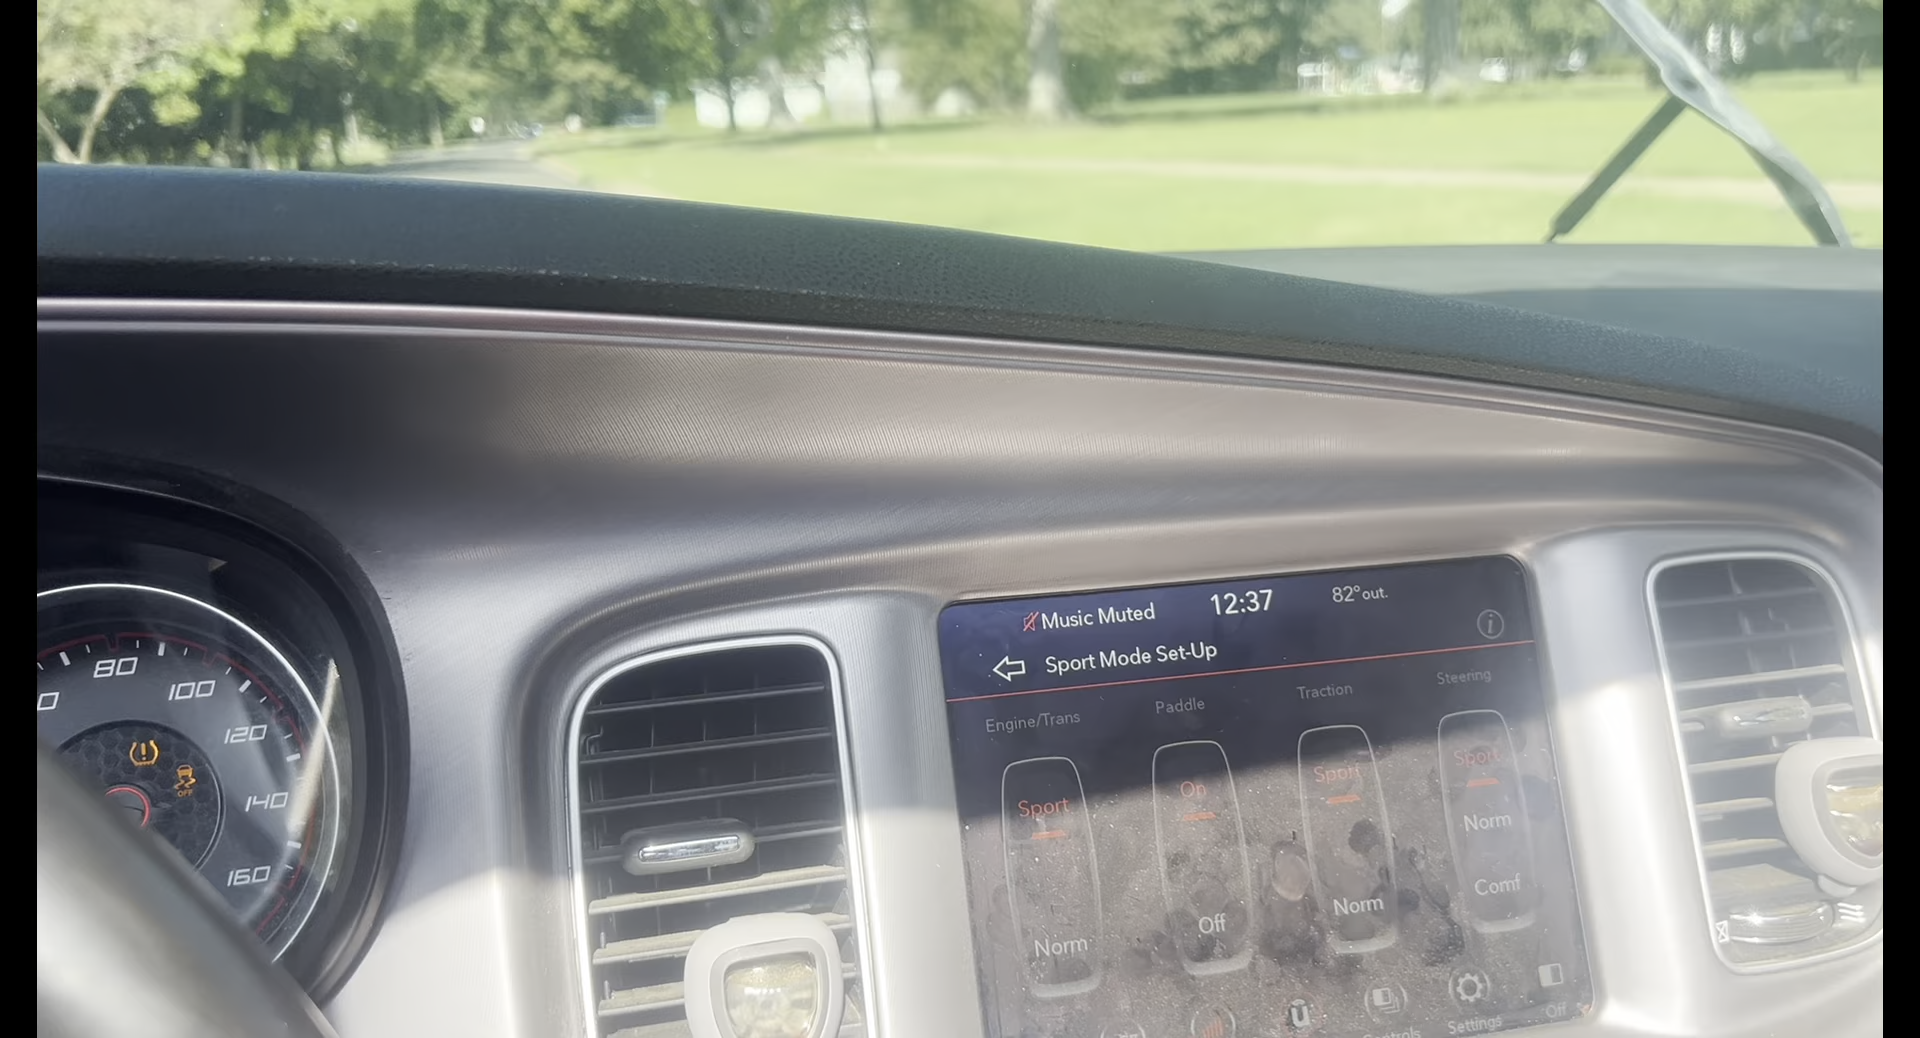 Music Muted 12:37 82° out.
Sport Mode Set-Up
Engine/Trans Paddle Traction Steering
Sport On Sport Sport
Norm
Comf
Norm Off Norm
Settings Off
80
100
120
140
160
OFF